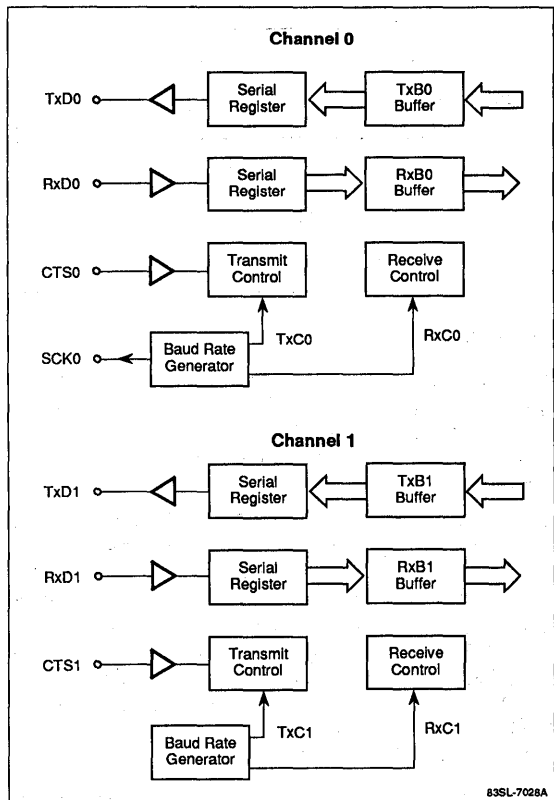 Channel 0
TxD0
Serial
Register
TxB0
Buffer
RxD0
Serial
Register
RxB0
Buffer
CTS0
Transmit
Control
Receive
Control
TxC0
RxC0
SCK0
Baud Rate
Generator
Channel 1
TxD1
Serial
Register
TxB1
Buffer
RxD1
Serial
Register
RxB1
Buffer
CTS1
Transmit
Control
Receive
Control
TxC1
RxC1
Baud Rate
Generator
83SL-7028A